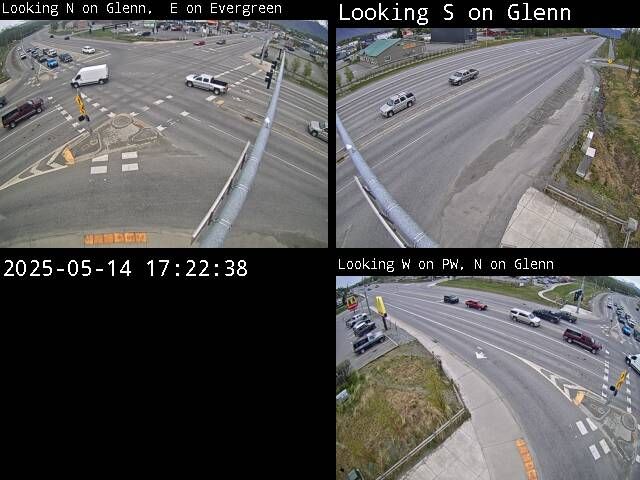 Looking N on Glenn,  E on Evergreen
Looking S on Glenn
2025-05-14 17:22:38
Looking W on PW, N on Glenn